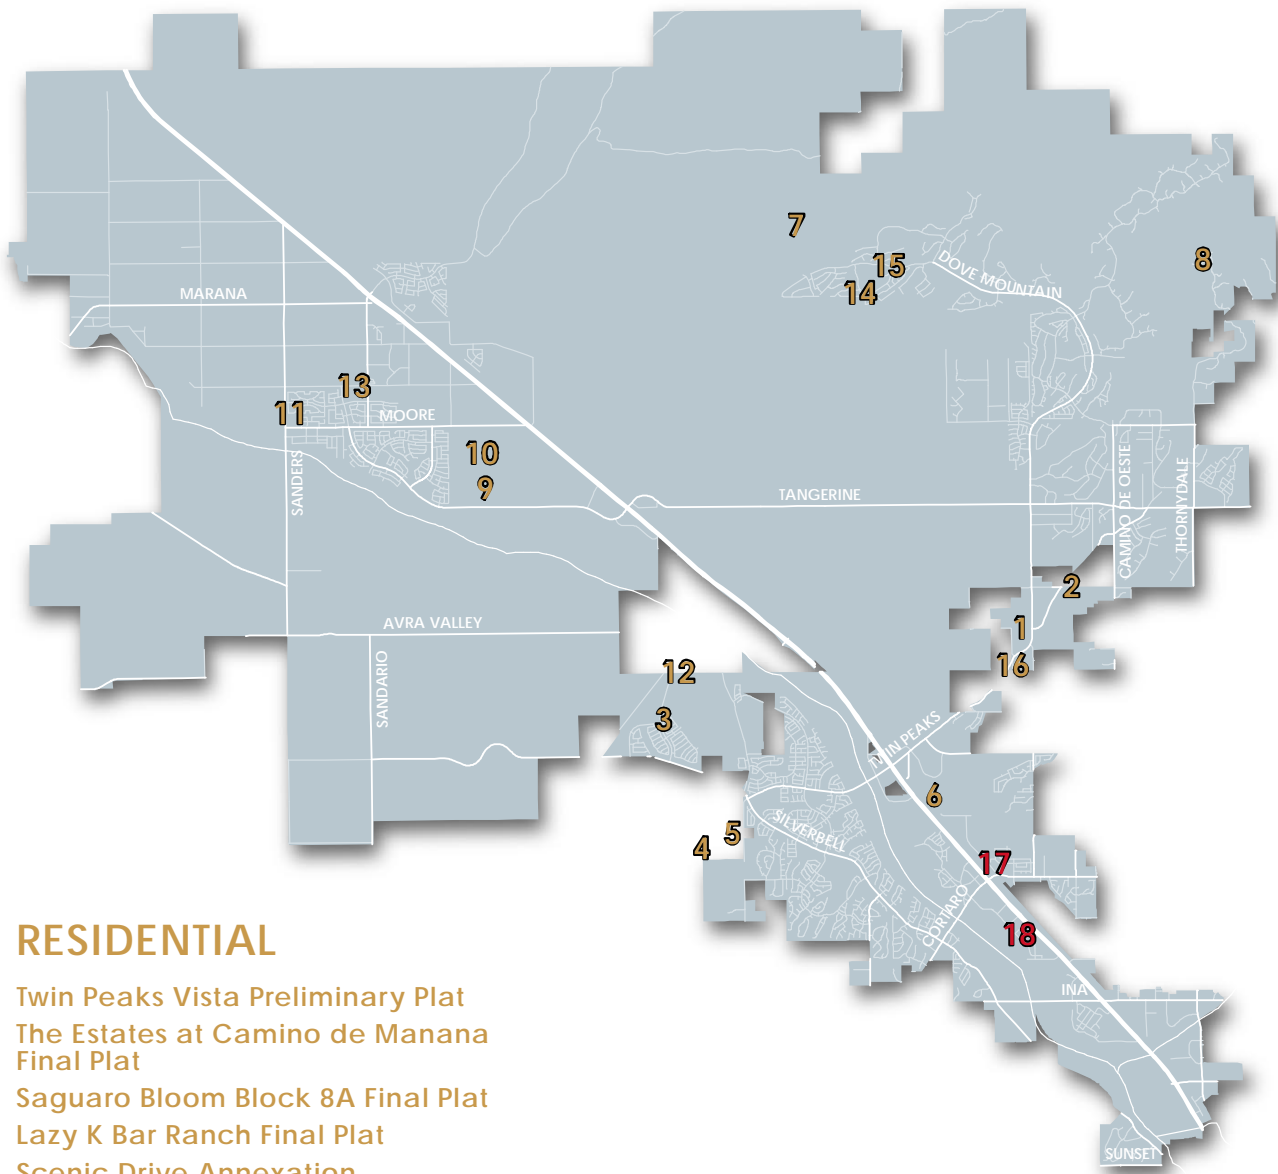 7
8
15
DOVE MOUNTAIN
14
MARANA
13
11
MOORE
10
9
SANDERS
TANGERINE
CAMINO DE OESTE
THORNYDALE
2
1
AVRA VALLEY
16
12
SANDARIO
3
TWIN PEAKS
6
SILVERBELL
5
4
17
CORTARO
18
INA
SUNSET
RESIDENTIAL
Twin Peaks Vista Preliminary Plat
The Estates at Camino de Manana
Final Plat
Saguaro Bloom Block 8A Final Plat
Lazy K Bar Ranch Final Plat
Scenic Drive Annexation